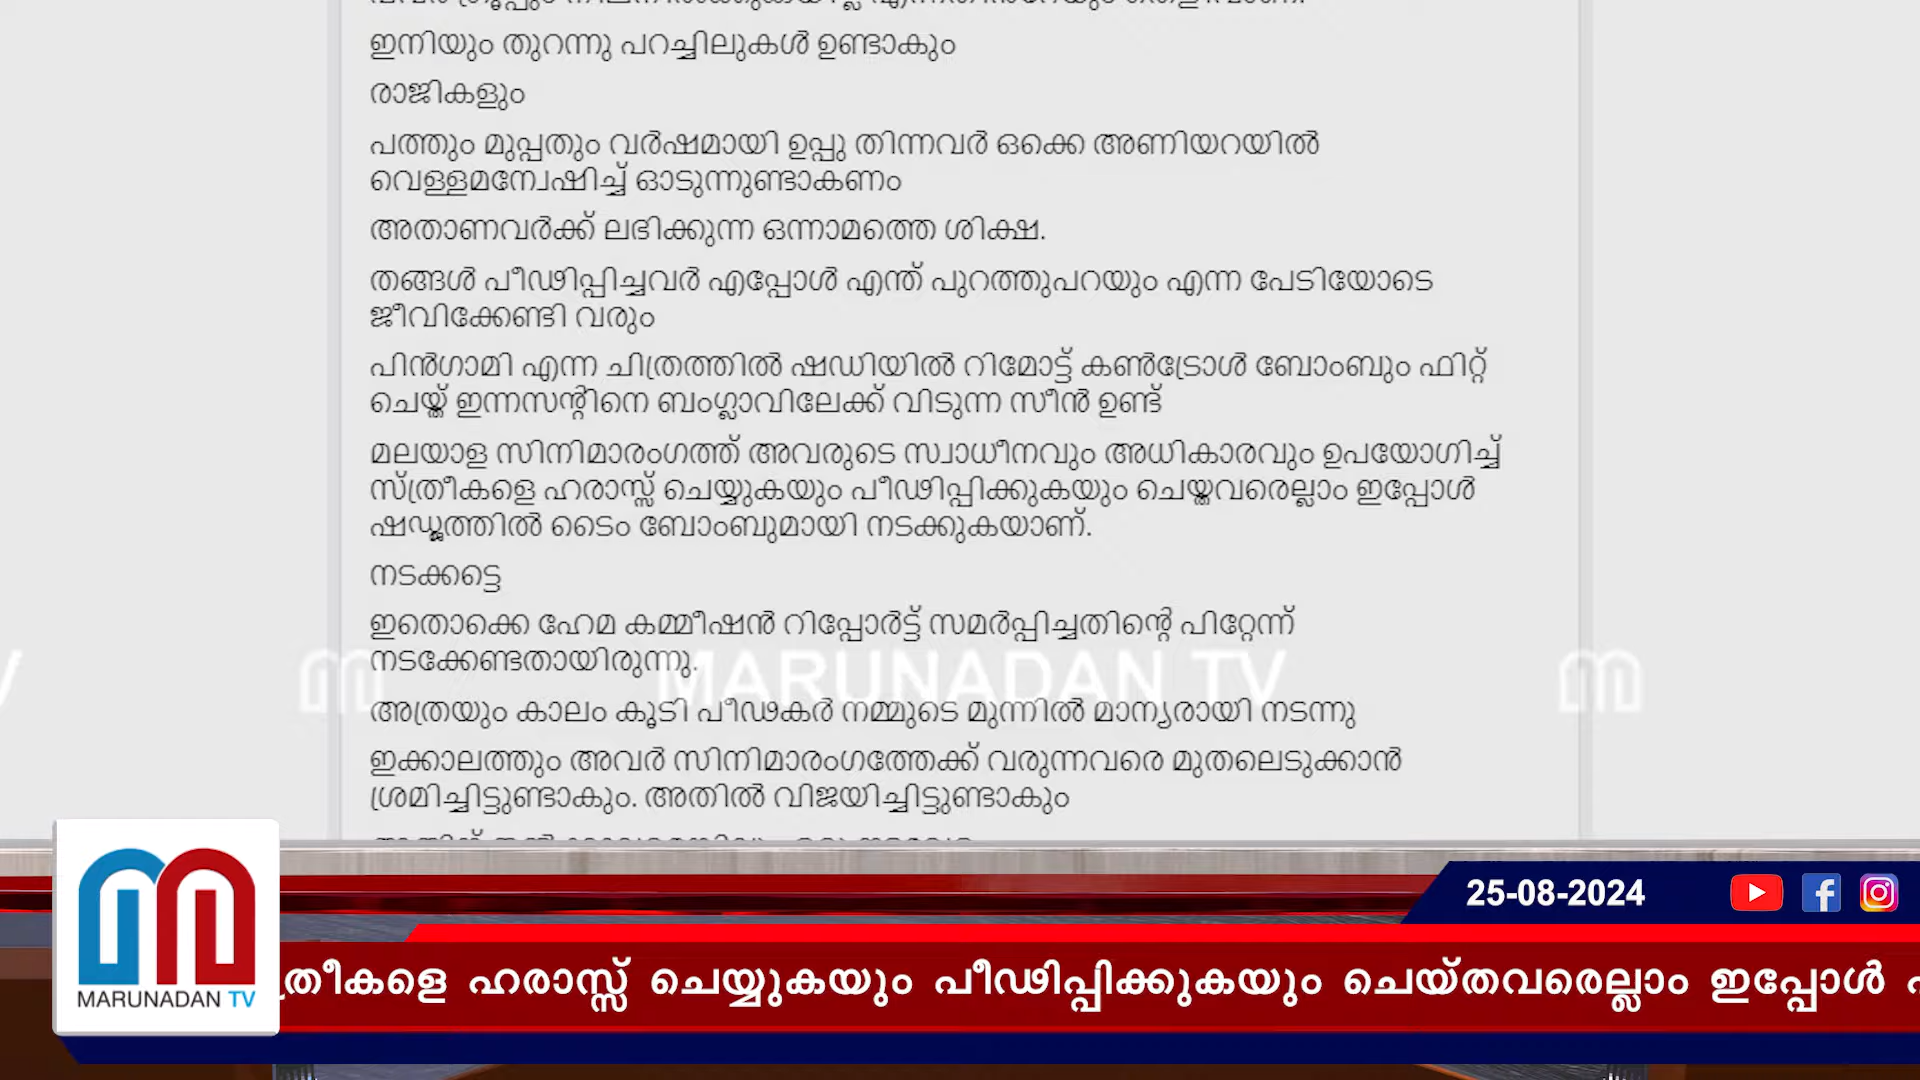 ഇനിയും തുറന്നു പറച്ചിലുകൾ ഉണ്ടാകും
രാജികളും
പത്തും മുപ്പതും വർഷമായി ഉപ്പു തിന്നവർ ഒക്കെ അണിയറയിൽ
വെള്ളമന്വേഷിച്ച് ഓടുന്നുണ്ടാകണം
അതാണവർക്ക് ലഭിക്കുന്ന ഒന്നാമത്തെ ശിക്ഷ.
തങ്ങൾ പീഢിപ്പിച്ചവർ എപ്പോൾ എന്ത് പുറത്തുപറയും എന്ന പേടിയോടെ
ജീവിക്കേണ്ടി വരും
പിൻഗാമി എന്ന ചിത്രത്തിൽ ഷഡിയിൽ റിമോട്ട് കൺട്രോൾ ബോംബും ഫിറ്റ്
ചെയ്ത് ഇന്നസന്റിനെ ബംഗ്ലാവിലേക്ക് വിടുന്ന സീൻ ഉണ്ട്
മലയാള സിനിമാരംഗത്ത് അവരുടെ സ്വാധീനവും അധികാരവും ഉപയോഗിച്ച്
സ്ത്രീകളെ ഹരാസ്സ് ചെയ്യുകയും പീഢിപ്പിക്കുകയും ചെയ്തവരെല്ലാം ഇപ്പോൾ
ഷഡ്ജത്തിൽ ടൈം ബോംബുമായി നടക്കുകയാണ്.
നടക്കട്ടെ
ഇതൊക്കെ ഹേമ കമ്മീഷൻ റിപ്പോർട്ട് സമർപ്പിച്ചതിന്റെ പിറ്റേന്ന്
നടക്കേണ്ടതായിരുന്നു.
MARUNADAN TV
അത്രയും കാലം കൂടി പീഢകർ നമ്മുടെ മുന്നിൽ മാന്യരായി നടന്നു
ഇക്കാലത്തും അവർ സിനിമാരംഗത്തേക്ക് വരുന്നവരെ മുതലെടുക്കാൻ
ശ്രമിച്ചിട്ടുണ്ടാകും. അതിൽ വിജയിച്ചിട്ടുണ്ടാകും
25-08-2024
ത്രീകളെ ഹരാസ്സ് ചെയ്യുകയും പീഢിപ്പിക്കുകയും ചെയ്തവരെല്ലാം ഇപ്പോൾ
MARUNADAN TV